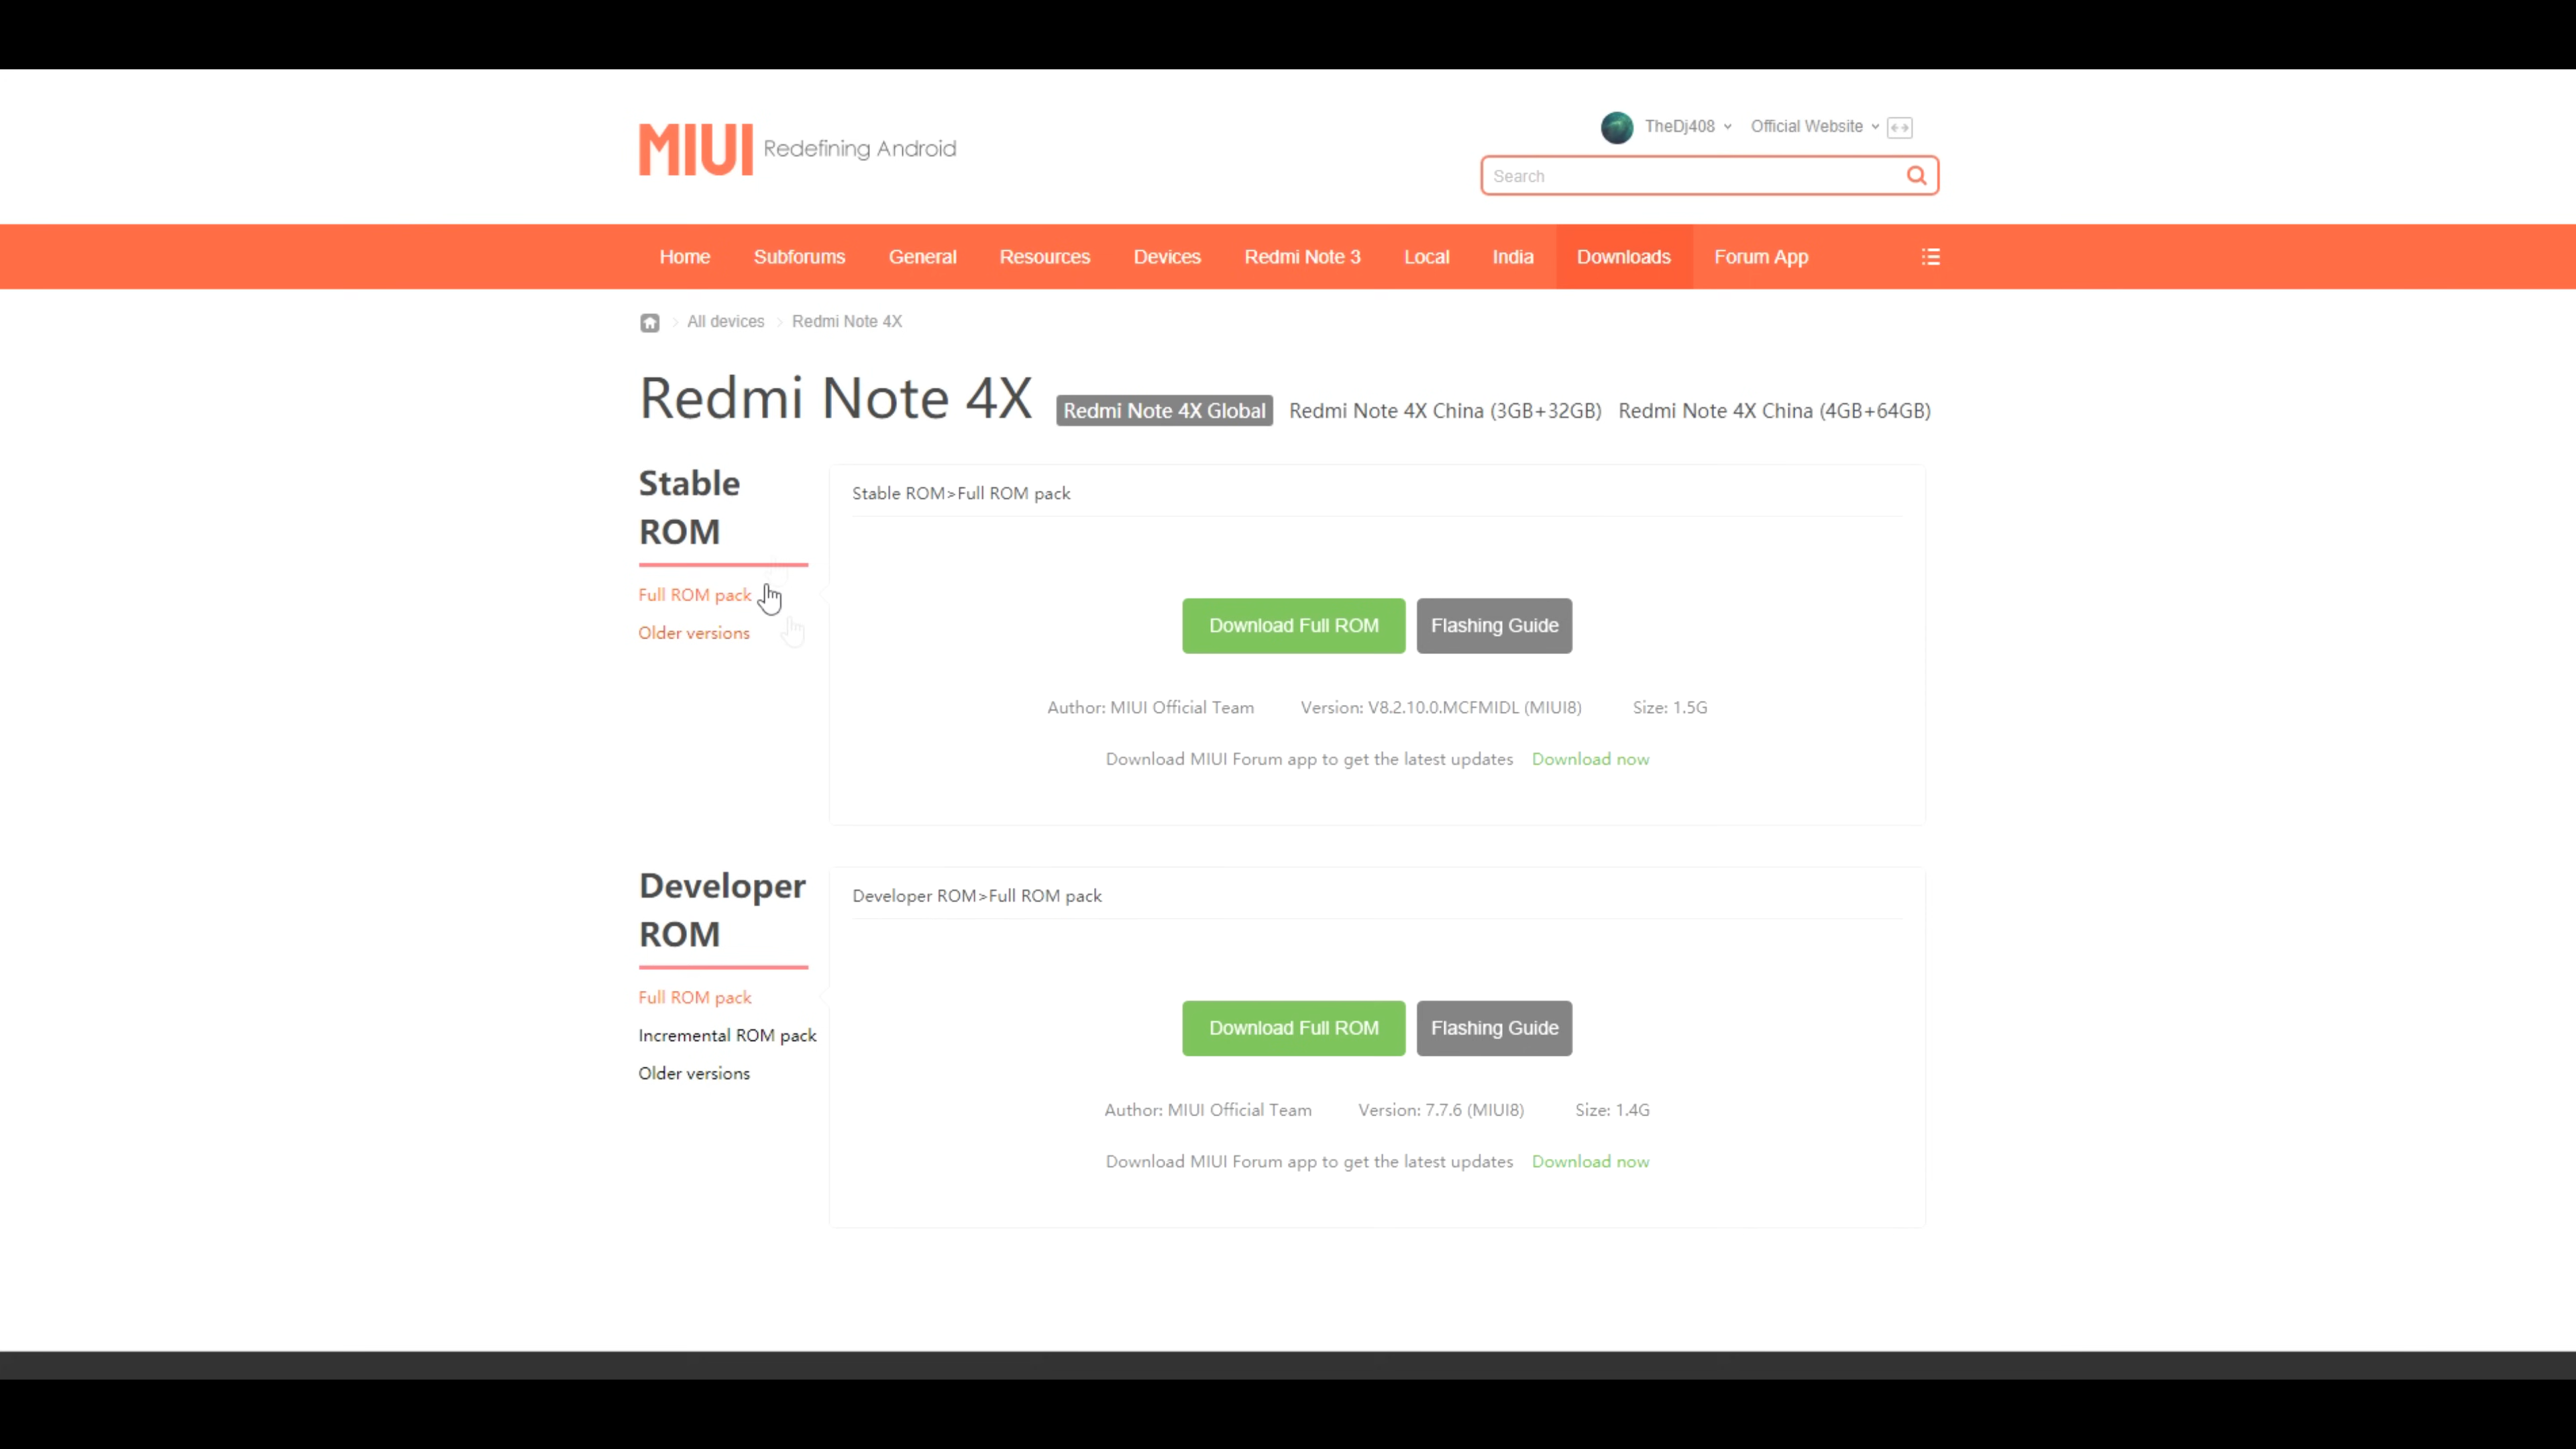 MIUI Redefining Android
TheDj408 Official Website
Search
Home Subforums General Resources Devices Redmi Note 3 Local India Downloads Forum App
All devices Redmi Note 4X
Redmi Note 4X Redmi Note 4X Global Redmi Note 4X China (3GB+32GB) Redmi Note 4X China (4GB+64GB)
Stable
ROM
Full ROM pack
Older versions
Stable ROM>Full ROM pack
Download Full ROM Flashing Guide
Author: MIUI Official Team Version: V8.2.10.0.MCFMIDL (MIUI8) Size: 1.5G
Download MIUI Forum app to get the latest updates Download now
Developer
ROM
Full ROM pack
Incremental ROM pack
Older versions
Developer ROM>Full ROM pack
Download Full ROM Flashing Guide
Author: MIUI Official Team Version: 7.7.6 (MIUI8) Size: 1.4G
Download MIUI Forum app to get the latest updates Download now